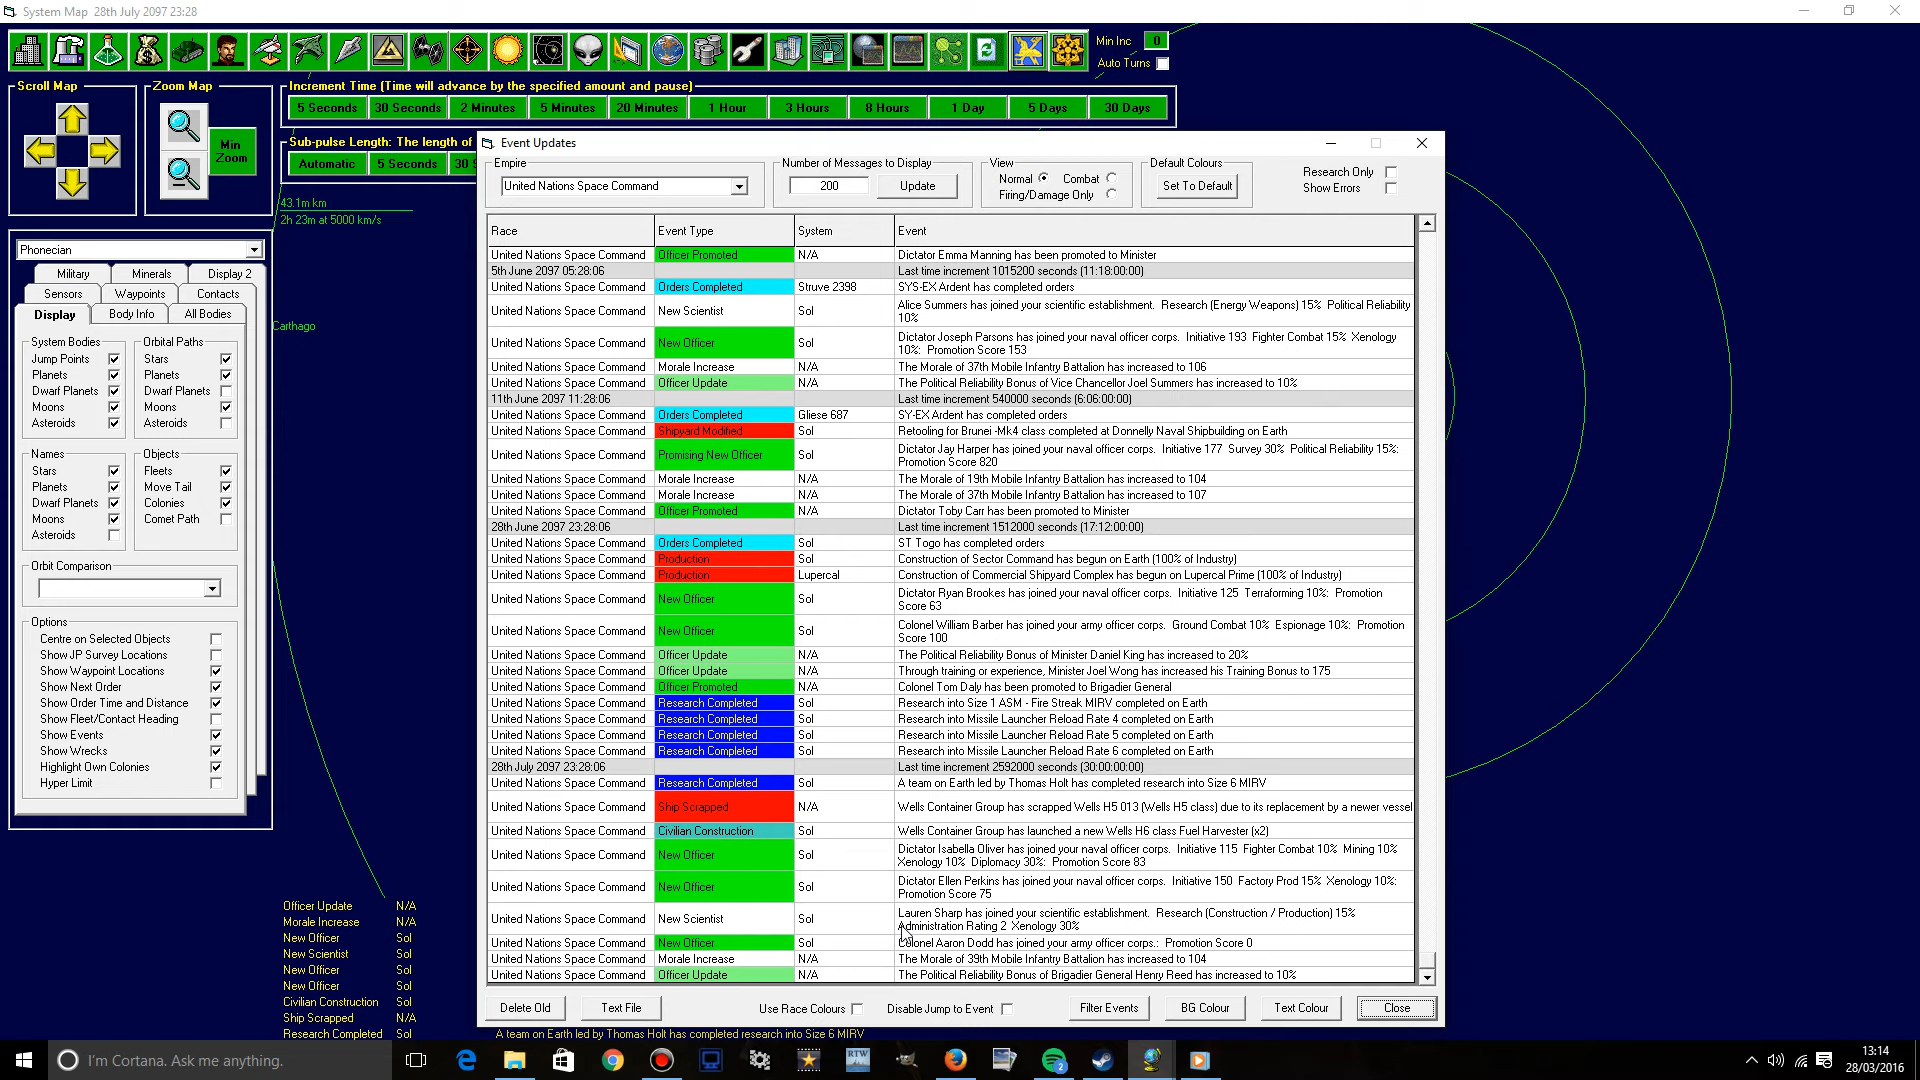 System Map  28th July 2097 23:28
Min Inc 0
Auto Turns
Scroll Map
Zoom Map
Min Zoom
Increment Time (Time will advance by the specified amount and pause)
5 Seconds 30 Seconds 2 Minutes 5 Minutes 20 Minutes 1 Hour 3 Hours 8 Hours 1 Day 5 Days 30 Days
Sub-pulse Length: The length of
Automatic 5 Seconds 30 S
43.1m km
2h 23m at 5000 km/s
Carthago
Phonecian
Military Minerals Display 2
Sensors Waypoints Contacts
Display Body Info All Bodies
System Bodies
Jump Points
Planets
Dwarf Planets
Moons
Asteroids
Orbital Paths
Stars
Planets
Dwarf Planets
Moons
Asteroids
Names
Stars
Planets
Dwarf Planets
Moons
Asteroids
Objects
Fleets
Move Tail
Colonies
Comet Path
Orbit Comparison
Options
Centre on Selected Objects
Show JP Survey Locations
Show Waypoint Locations
Show Next Order
Show Order Time and Distance
Show Fleet/Contact Heading
Show Events
Show Wrecks
Highlight Own Colonies
Hyper Limit
Event Updates
Empire
United Nations Space Command
Number of Messages to Display
200 Update
View
Normal Combat
Firing/Damage Only
Default Colours
Set To Default
Research Only
Show Errors
Race Event Type System Event
United Nations Space Command Officer Promoted N/A Dictator Emma Manning has been promoted to Minister
5th June 2097 05:28:06 Last time increment 1015200 seconds (11:18:00:00)
United Nations Space Command Orders Completed Struve 2398 SYS-EX Ardent has completed orders
United Nations Space Command New Scientist Sol Alice Summers has joined your scientific establishment.  Research (Energy Weapons) 15%  Political Reliability
10%
United Nations Space Command New Officer Sol Dictator Joseph Parsons has joined your naval officer corps.  Initiative 193  Fighter Combat 15%  Xenology
10%:  Promotion Score 153
United Nations Space Command Morale Increase N/A The Morale of 37th Mobile Infantry Battalion has increased to 106
United Nations Space Command Officer Update N/A The Political Reliability Bonus of Vice Chancellor Joel Summers has increased to 10%
11th June 2097 11:28:06 Last time increment 540000 seconds (6:06:00:00)
United Nations Space Command Orders Completed Gliese 687 SY-EX Ardent has completed orders
United Nations Space Command Shipyard Modified Sol Retooling for Brunei -Mk4 class completed at Donnelly Naval Shipbuilding on Earth
United Nations Space Command Promising New Officer Sol Dictator Jay Harper has joined your naval officer corps.  Initiative 177  Survey 30%  Political Reliability 15%:
Promotion Score 820
United Nations Space Command Morale Increase N/A The Morale of 19th Mobile Infantry Battalion has increased to 104
United Nations Space Command Morale Increase N/A The Morale of 37th Mobile Infantry Battalion has increased to 107
United Nations Space Command Officer Promoted N/A Dictator Toby Carr has been promoted to Minister
28th June 2097 23:28:06 Last time increment 1512000 seconds (17:12:00:00)
United Nations Space Command Orders Completed Sol ST Togo has completed orders
United Nations Space Command Production Sol Construction of Sector Command has begun on Earth (100% of Industry)
United Nations Space Command Production Lupercal Construction of Commercial Shipyard Complex has begun on Lupercal Prime (100% of Industry)
United Nations Space Command New Officer Sol Dictator Ryan Brookes has joined your naval officer corps.  Initiative 125  Terraforming 10%:  Promotion
Score 63
United Nations Space Command New Officer Sol Colonel William Barber has joined your army officer corps.  Ground Combat 10%  Espionage 10%:  Promotion
Score 100
United Nations Space Command Officer Update N/A The Political Reliability Bonus of Minister Daniel King has increased to 20%
United Nations Space Command Officer Update N/A Through training or experience, Minister Joel Wong has increased his Training Bonus to 175
United Nations Space Command Officer Promoted N/A Colonel Tom Daly has been promoted to Brigadier General
United Nations Space Command Research Completed Sol Research into Size 1 ASM - Fire Streak MIRV completed on Earth
United Nations Space Command Research Completed Sol Research into Missile Launcher Reload Rate 4 completed on Earth
United Nations Space Command Research Completed Sol Research into Missile Launcher Reload Rate 5 completed on Earth
United Nations Space Command Research Completed Sol Research into Missile Launcher Reload Rate 6 completed on Earth
28th July 2097 23:28:06 Last time increment 2592000 seconds (30:00:00:00)
United Nations Space Command Research Completed Sol A team on Earth led by Thomas Holt has completed research into Size 6 MIRV
United Nations Space Command Ship Scrapped N/A Wells Container Group has scrapped Wells H5 013 (Wells H5 class) due to its replacement by a newer vessel
United Nations Space Command Civilian Construction Sol Wells Container Group has launched a new Wells H6 class Fuel Harvester (x2)
United Nations Space Command New Officer Sol Dictator Isabella Oliver has joined your naval officer corps.  Initiative 115  Fighter Combat 10%  Mining 10%
Xenology 10%  Diplomacy 30%:  Promotion Score 83
United Nations Space Command New Officer Sol Dictator Ellen Perkins has joined your naval officer corps.  Initiative 150  Factory Prod 15%  Xenology 10%:
Promotion Score 75
United Nations Space Command New Scientist Sol Lauren Sharp has joined your scientific establishment.  Research (Construction / Production) 15%
Administration Rating 2  Xenology 30%
United Nations Space Command New Officer Sol Colonel Aaron Dodd has joined your army officer corps.:  Promotion Score 0
United Nations Space Command Morale Increase N/A The Morale of 39th Mobile Infantry Battalion has increased to 104
United Nations Space Command Officer Update N/A The Political Reliability Bonus of Brigadier General Henry Reed has increased to 10%
Delete Old Text File Use Race Colours Disable Jump to Event Filter Events BG Colour Text Colour Close
Officer Update N/A
Morale Increase N/A
New Officer Sol
New Scientist Sol
New Officer Sol
New Officer Sol
Civilian Construction Sol
Ship Scrapped N/A
Research Completed Sol A team on Earth led by Thomas Holt has completed research into Size 6 MIRV
I'm Cortana. Ask me anything.
RTW
2
13:14
28/03/2016